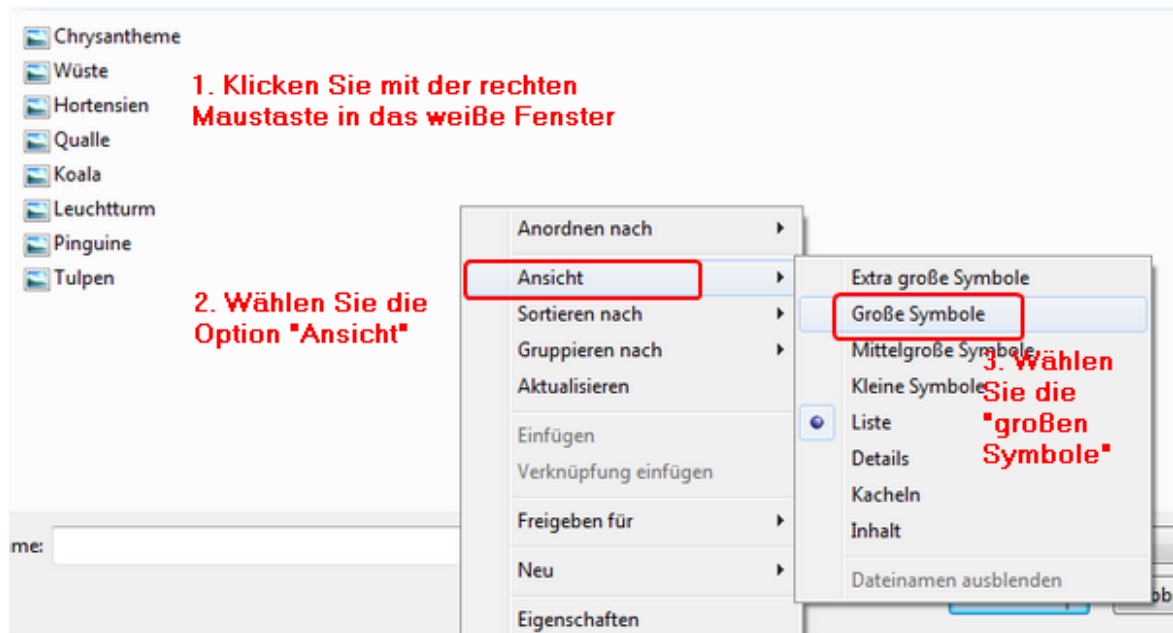 Chrysantheme
Wüste
Hortensien
Qualle
Koala
Leuchtturm
Pinguine
Tulpen
1. Klicken Sie mit der rechten
Maustaste in das weiße Fenster
2. Wählen Sie die
Option "Ansicht"
Anordnen nach
Ansicht
Sortieren nach
Gruppieren nach
Aktualisieren
Einfügen
Verknüpfung einfügen
Freigeben für
Neu
Eigenschaften
Extra große Symbole
Große Symbole
Mittelgroße Symbole
Kleine Symbole
Liste
Details
Kacheln
Inhalt
Dateinamen ausblenden
3. Wählen
Sie die
"großen
Symbole"
me:
bb